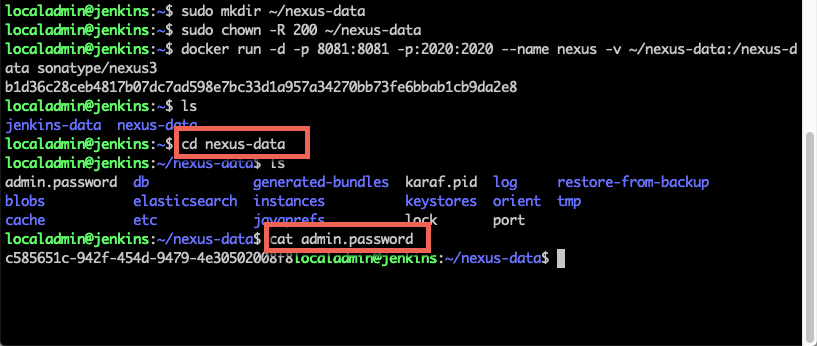 localadmin@jenkins:~$ sudo mkdir ~/nexus-data
localadmin@jenkins:~$ sudo chown -R 200 ~/nexus-data
localadmin@jenkins:~$ docker run -d -p 8081:8081 -p:2020:2020 --name nexus -v ~/nexus-data:/nexus-d
ata sonatype/nexus3
b1d36c28ceb4817b07dc7ad598e7bc33d1a957a34270bb73fe6bbab1cb9da2e8
localadmin@jenkins:~$ ls
jenkins-data nexus-data
localadmin@jenkins:~$ cd nexus-data
localadmin@jenkins:~/nexus-data$ ls
admin.password db generated-bundles karaf.pid log restore-from-backup
blobs elasticsearch instances keystores orient tmp
cache etc javaprefs lock port
localadmin@jenkins:~/nexus-data$ cat admin.password
c585651c-942f-454d-9479-4e30502008f8localadmin@jenkins:~/nexus-data$